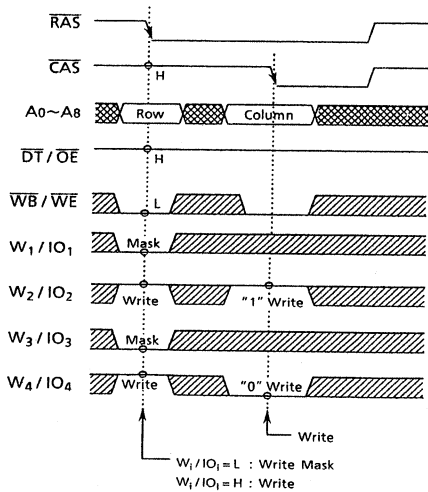 RAS
CAS
H
A0~A8
Row
Column
DT / OE
H
WB / WE
L
W1 / IO1
Mask
W2 / IO2
Write
"1" Write
W3 / IO3
Mask
W4 / IO4
Write
"0" Write
Write
Wi / IOi = L : Write Mask
Wi / IOi = H : Write